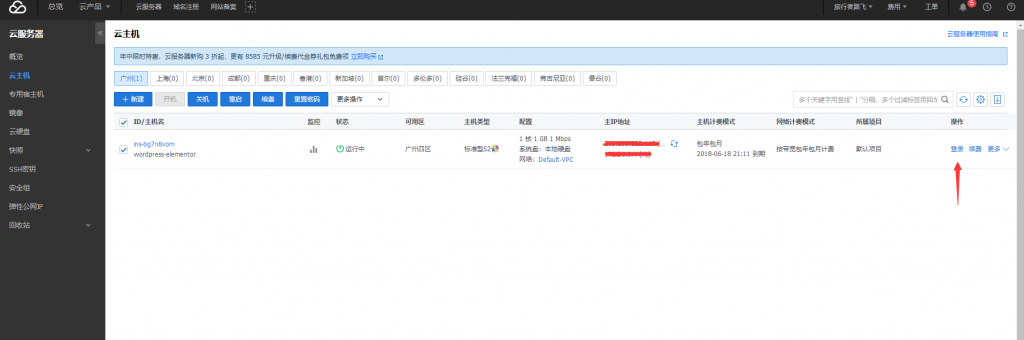 总览 云产品 云服务器 域名注册 网站备案 费用 工单 5
云服务器
概览
云主机
专用宿主机
镜像
云硬盘
快照
SSH密钥
安全组
弹性公网IP
回收站
云主机 云服务器使用指南
年中限时特惠，云服务器新购 3 折起，更有 8585 元升级/续费代金券礼包免费领 立即购买
广州(1) 上海(0) 北京(0) 成都(0) 重庆(0) 香港(0) 新加坡(0) 首尔(0) 多伦多(0) 硅谷(0) 法兰克福(0) 弗吉尼亚(0) 曼谷(0)
+ 新建 开机 关机 重启 续费 重置密码 更多操作 多个关键字用竖线“|”分隔，多个过滤标签用回车
ID/主机名 监控 状态 可用区 主机类型 配置 主IP地址 主机计费模式 网络计费模式 所属项目 操作
ins-bg7n8vom
wordpress-elementor
运行中 广州四区 标准型S2
1 核 1 GB 1 Mbps
系统盘：本地硬盘
网络：Default-VPC
包年包月
2018-06-18 21:11 到期
按带宽包年包月计费 默认项目 登录 续费 更多